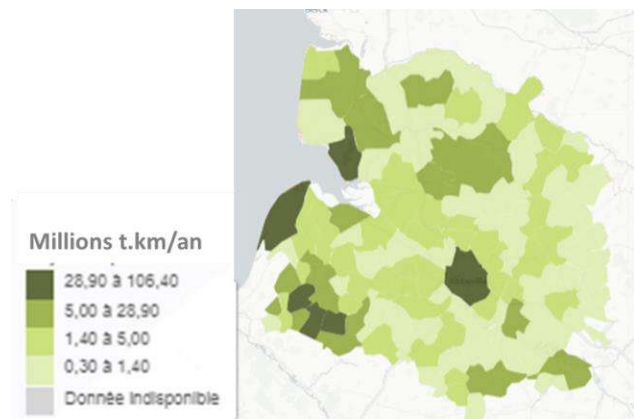 Millions t.km/an
28,90 à 106,40
5,00 à 28,90
1,40 à 5,00
0,30 à 1,40
Donnée indisponible